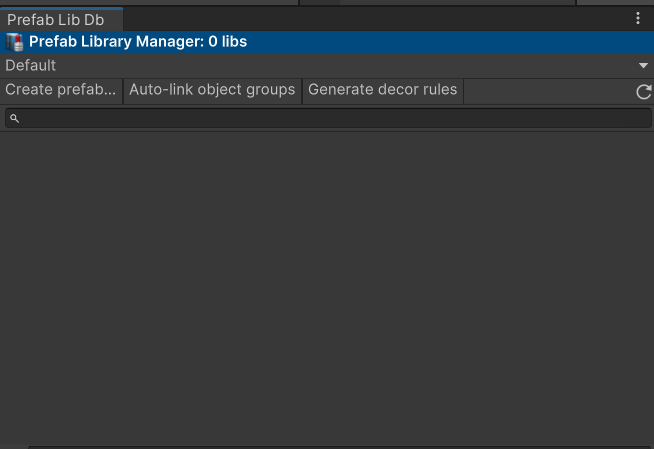 Prefab Lib Db
Prefab Library Manager: 0 libs
Default
Create prefab... Auto-link object groups Generate decor rules